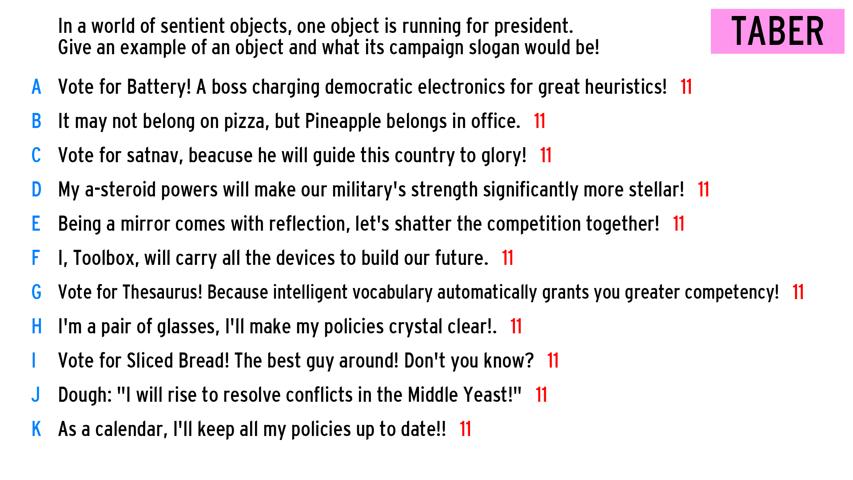 In a world of sentient objects, one object is running for president.
Give an example of an object and what its campaign slogan would be!
TABER
A Vote for Battery! A boss charging democratic electronics for great heuristics! 11
B It may not belong on pizza, but Pineapple belongs in office. 11
C Vote for satnav, beacuse he will guide this country to glory! 11
D My a-steroid powers will make our military's strength significantly more stellar! 11
E Being a mirror comes with reflection, let's shatter the competition together! 11
F I, Toolbox, will carry all the devices to build our future. 11
G Vote for Thesaurus! Because intelligent vocabulary automatically grants you greater competency! 11
H I'm a pair of glasses, I'll make my policies crystal clear!. 11
I Vote for Sliced Bread! The best guy around! Don't you know? 11
J Dough: "I will rise to resolve conflicts in the Middle Yeast!" 11
K As a calendar, I'll keep all my policies up to date!! 11